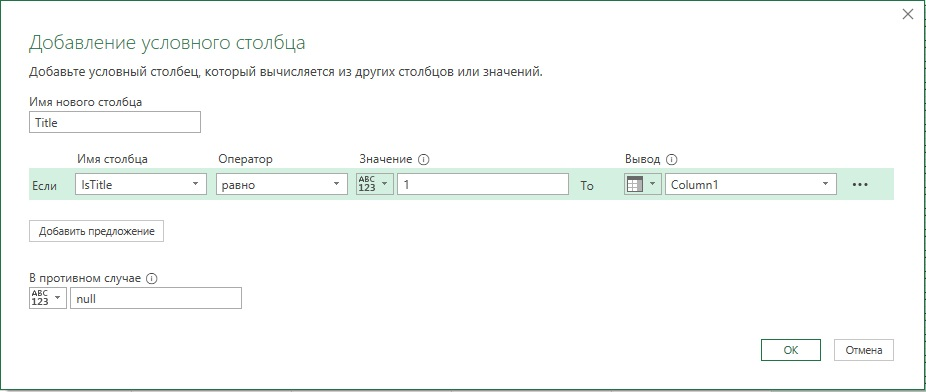 Добавление условного столбца
Добавьте условный столбец, который вычисляется из других столбцов или значений.
Имя нового столбца
Title
Имя столбца Оператор Значение Вывод
Если IsTitle равно ABC 123 1 То Column1 •••
Добавить предложение
В противном случае
ABC 123 null
OK Отмена